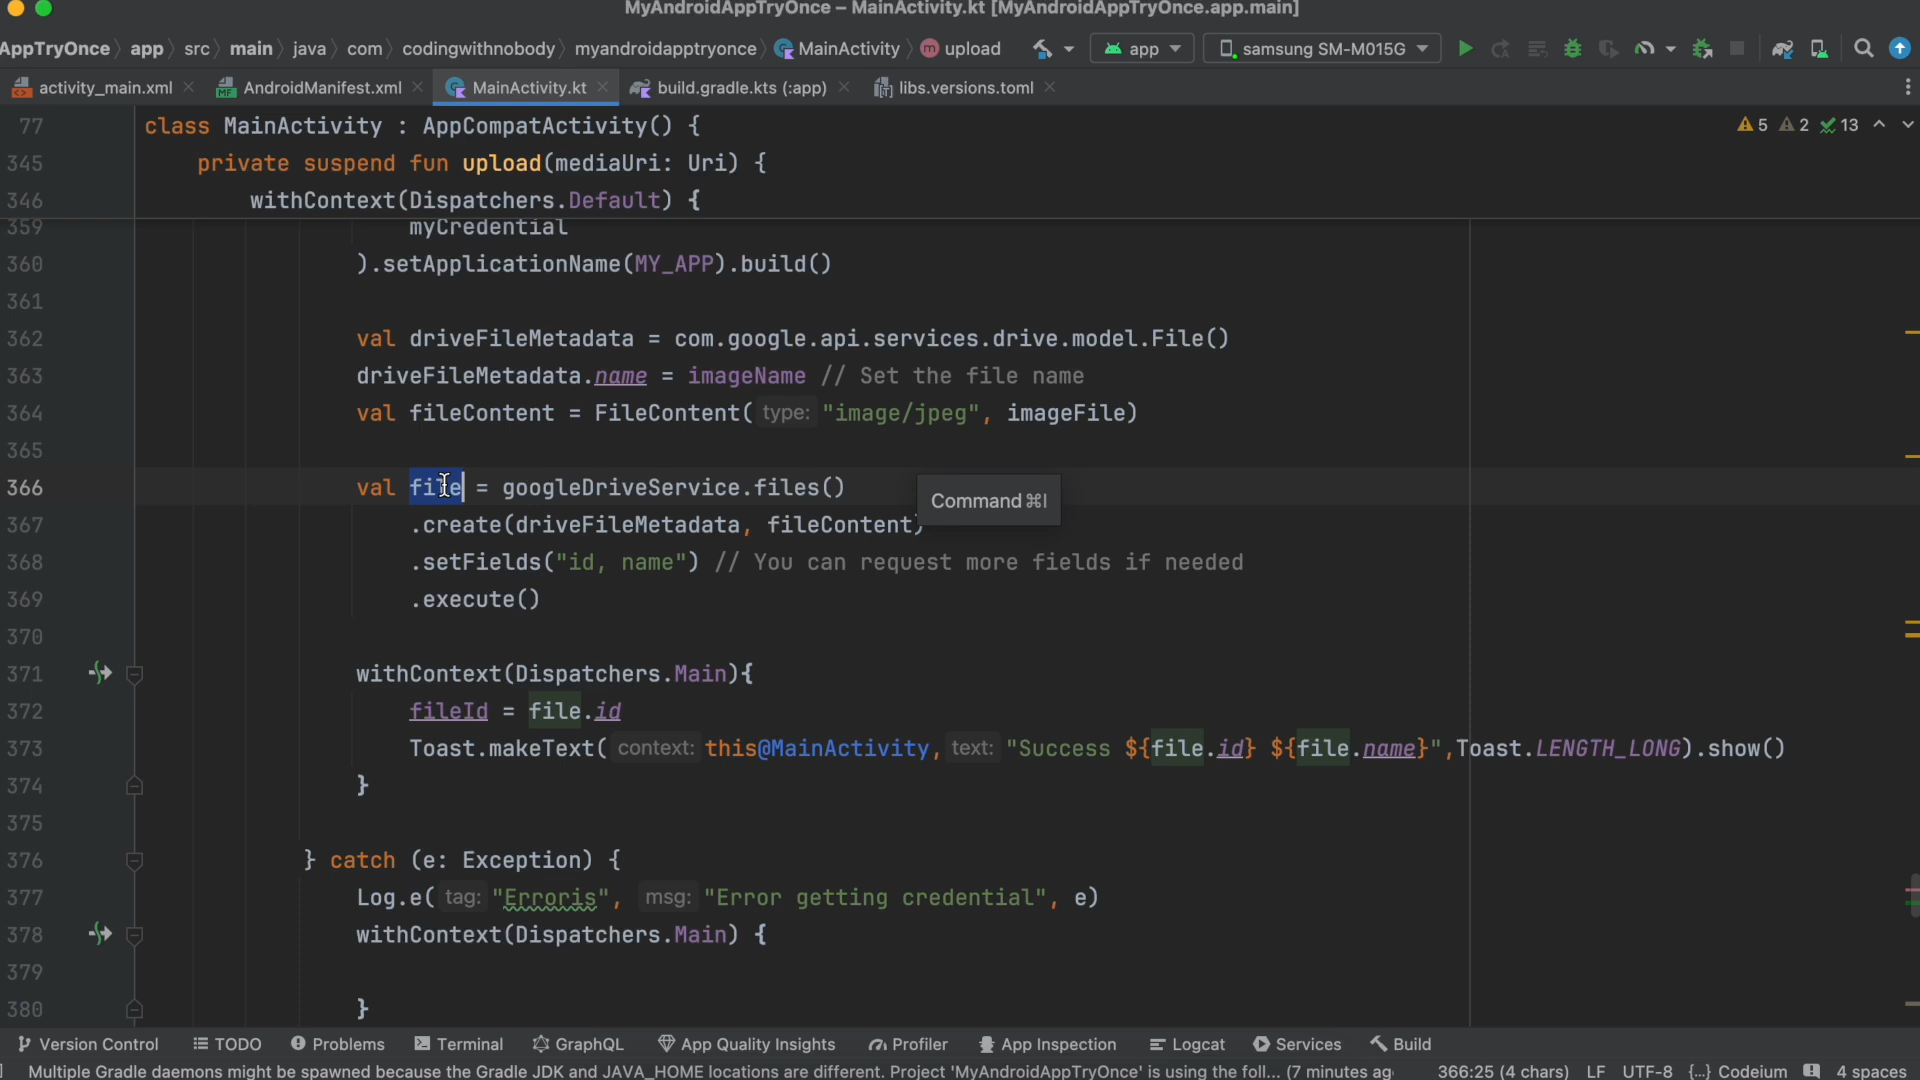 MyAndroidAppTryOnce – MainActivity.kt [MyAndroidAppTryOnce.app.main]
AppTryOnce app src main java com codingwithnobody myandroidapptryonce MainActivity m upload app samsung SM-M015G
activity_main.xml AndroidManifest.xml MainActivity.kt build.gradle.kts (:app) libs.versions.toml
77 class MainActivity : AppCompatActivity() { 5 2 13
345 private suspend fun upload(mediaUri: Uri) {
346 withContext(Dispatchers.Default) {
359 myCredential
360 ).setApplicationName(MY_APP).build()
361
362 val driveFileMetadata = com.google.api.services.drive.model.File()
363 driveFileMetadata.name = imageName // Set the file name
364 val fileContent = FileContent( type: "image/jpeg", imageFile)
365
366 val file = googleDriveService.files()
Command ⌘I
367 .create(driveFileMetadata, fileContent)
368 .setFields("id, name") // You can request more fields if needed
369 .execute()
370
371 withContext(Dispatchers.Main){
372 fileId = file.id
373 Toast.makeText( context: this@MainActivity, text: "Success ${file.id} ${file.name}",Toast.LENGTH_LONG).show()
374 }
375
376 } catch (e: Exception) {
377 Log.e( tag: "Erroris", msg: "Error getting credential", e)
378 withContext(Dispatchers.Main) {
379
380 }
Version Control TODO Problems Terminal GraphQL App Quality Insights Profiler App Inspection Logcat Services Build
Multiple Gradle daemons might be spawned because the Gradle JDK and JAVA_HOME locations are different. Project 'MyAndroidAppTryOnce' is using the foll... (7 minutes ag 366:25 (4 chars) LF UTF-8 {...} Codeium 4 spaces